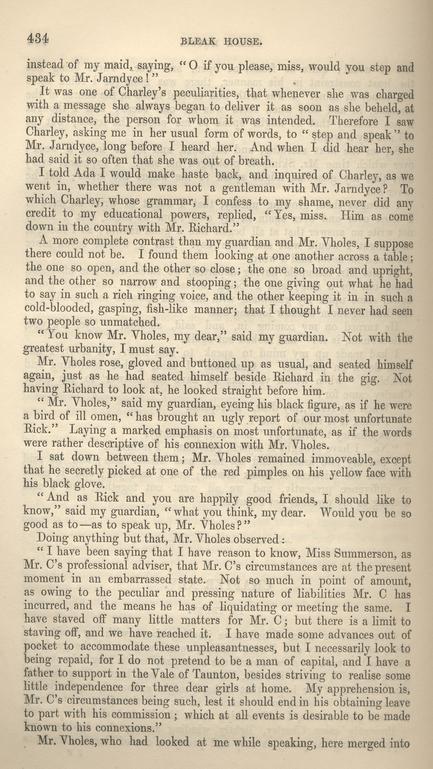 434
BLEAK HOUSE.
instead of my maid, saying, “O if you please, miss, would you step and
speak to Mr. Jarndyce!”
It was one of Charley’s peculiarities, that whenever she was charged
with a message she always began to deliver it as soon as she beheld, at
any distance, the person for whom it was intended. Therefore I saw
Charley, asking me in her usual form of words, to “step and speak” to
Mr. Jarndyce, long before I heard her. And when I did hear her, she
had said it so often that she was out of breath.
I told Ada I would make haste back, and inquired of Charley, as we
went in, whether there was not a gentleman with Mr. Jarndyce? To
which Charley, whose grammar, I confess to my shame, never did any
credit to my educational powers, replied, “Yes, miss. Him as come
down in the country with Mr. Richard.”
A more complete contrast than my guardian and Mr. Vholes, I suppose
there could not be. I found them looking at one another across a table;
the one so open, and the other so close; the one so broad and upright,
and the other so narrow and stooping; the one giving out what he had
to say in such a rich ringing voice, and the other keeping it in in such a
cold-blooded, gasping, fish-like manner; that I thought I never had seen
two people so unmatched.
“You know Mr. Vholes, my dear,” said my guardian. Not with the
greatest urbanity, I must say.
Mr. Vholes rose, gloved and buttoned up as usual, and seated himself
again, just as he had seated himself beside Richard in the gig. Not
having Richard to look at, he looked straight before him.
“Mr. Vholes,” said my guardian, eyeing his black figure, as if he were
a bird of ill omen, “has brought an ugly report of our most unfortunate
Rick.” Laying a marked emphasis on most unfortunate, as if the words
were rather descriptive of his connexion with Mr. Vholes.
I sat down between them; Mr. Vholes remained immoveable, except
that he secretly picked at one of the red pimples on his yellow face with
his black glove.
“And as Rick and you are happily good friends, I should like to
know,” said my guardian, “what you think, my dear. Would you be so
good as to—as to speak up, Mr. Vholes?”
Doing anything but that, Mr. Vholes observed:
“I have been saying that I have reason to know, Miss Summerson, as
Mr. C’s professional adviser, that Mr. C’s circumstances are at the present
moment in an embarrassed state. Not so much in point of amount,
as owing to the peculiar and pressing nature of liabilities Mr. C has
incurred, and the means he has of liquidating or meeting the same. I
have staved off many little matters for Mr. C; but there is a limit to
staving off, and we have reached it. I have made some advances out of
pocket to accommodate these unpleasantnesses, but I necessarily look to
being repaid, for I do not pretend to be a man of capital, and I have a
father to support in the Vale of Taunton, besides striving to realise some
little independence for three dear girls at home. My apprehension is,
Mr. C’s circumstances being such, lest it should end in his obtaining leave
to part with his commission; which at all events is desirable to be made
known to his connexions.”
Mr. Vholes, who had looked at me while speaking, here merged into